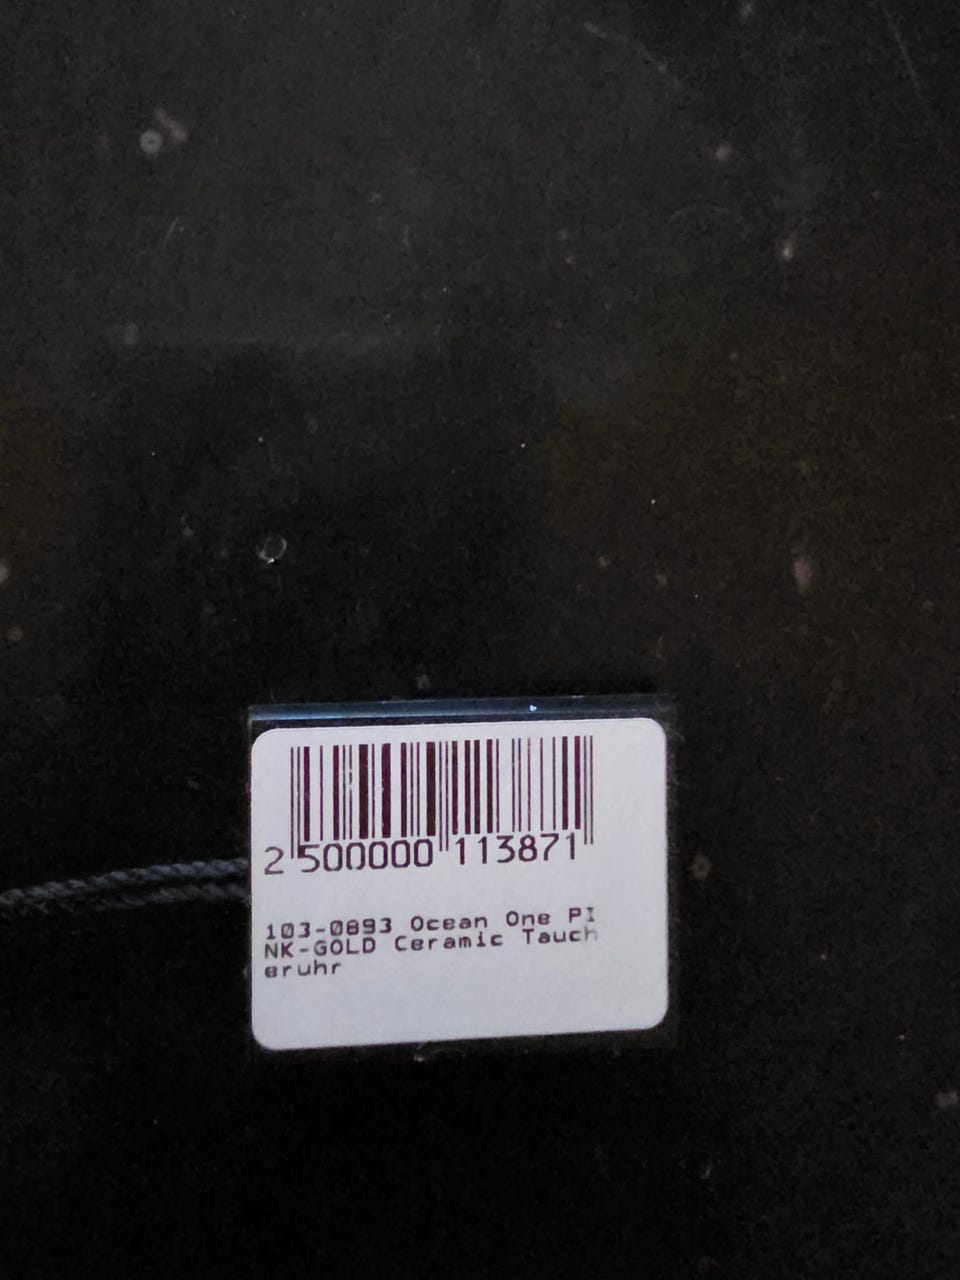 2 500000 113871
103-0893 Ocean One PI
NK-GOLD Ceramic Tauch
eruhr